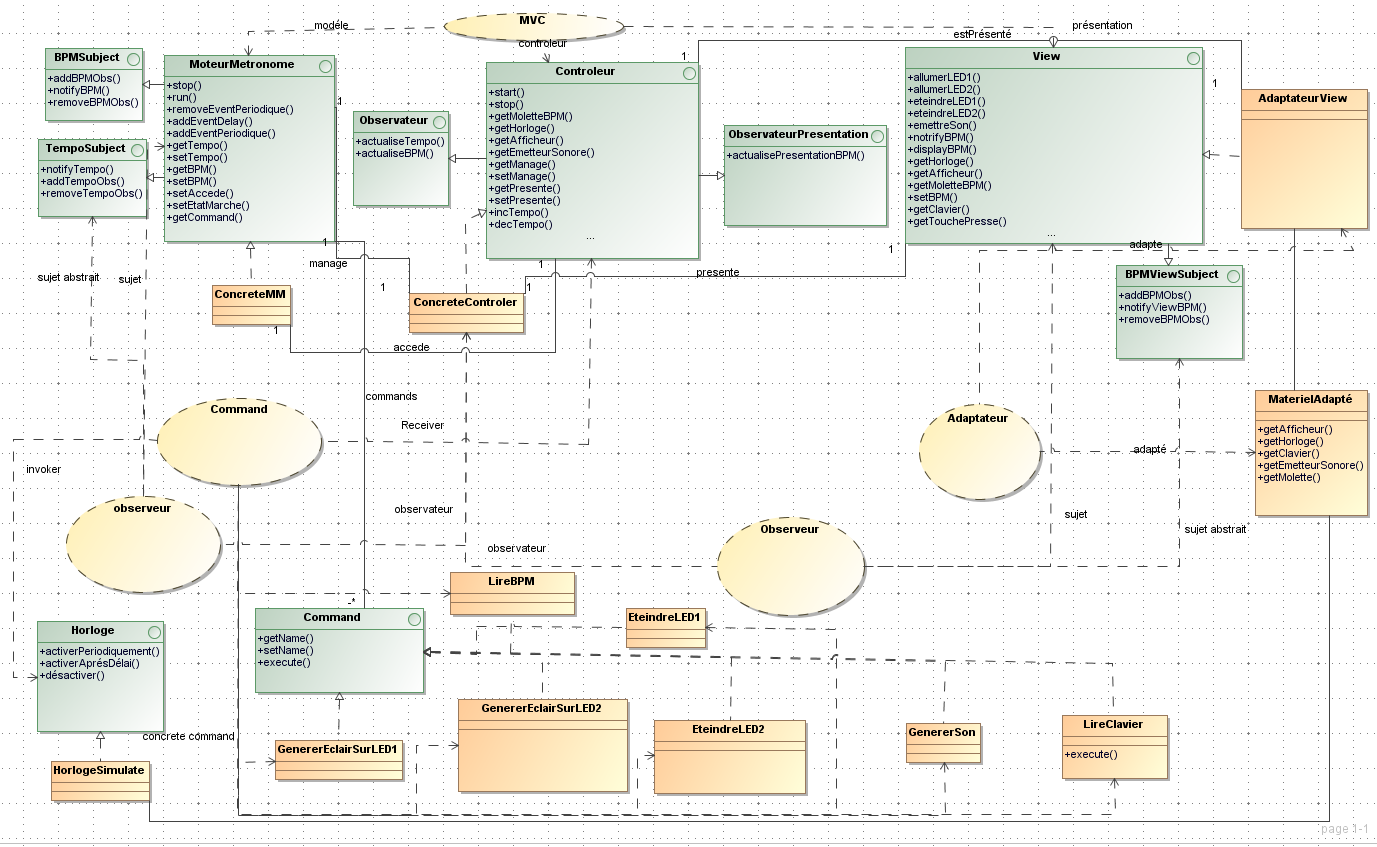 MVC
modéle
controleur
présentation
estPrésenté
1
1
BPMSubject
+addBPMObs()
+notifyBPM()
+removeBPMObs()
TempoSubject
+notifyTempo()
+addTempoObs()
+removeTempoObs()
MoteurMetronome
+stop()
+run()
+removeEventPeriodique()
+addEventDelay()
+addEventPeriodique()
+getTempo()
+setTempo()
+getBPM()
+setBPM()
+setAccede()
+setEtatMarche()
+getCommand()
1
Observateur
+actualiseTempo()
+actualiseBPM()
Controleur
+start()
+stop()
+getMoletteBPM()
+getHorloge()
+getAfficheur()
+getEmetteurSonore()
+getManage()
+setManage()
+getPresente()
+setPresente()
+incTempo()
+decTempo()
...
ObservateurPresentation
+actualisePresentationBPM()
View
+allumerLED1()
+allumerLED2()
+eteindreLED1()
+eteindreLED2()
+emettreSon()
+notifyBPM()
+displayBPM()
+getHorloge()
+getAfficheur()
+getMoletteBPM()
+setBPM()
+getClavier()
+getTouchePresse()
...
AdaptateurView
1
manage
1
1
presente
1
1
adapte
sujet abstrait
sujet
ConcreteMM
1
ConcreteControler
accede
BPMViewSubject
+addBPMObs()
+notifyViewBPM()
+removeBPMObs()
commands
Command
Receiver
invoker
observeur
observateur
observateur
Adaptateur
adapté
MaterielAdapté
+getAfficheur()
+getHorloge()
+getClavier()
+getEmetteurSonore()
+getMolette()
Observeur
sujet
sujet abstrait
LireBPM
-*
Command
+getName()
+setName()
+execute()
EteindreLED1
Horloge
+activerPeriodiquement()
+activerAprésDélai()
+désactiver()
concrete command
HorlogeSimulate
GenererEclairSurLED1
GenererEclairSurLED2
EteindreLED2
GenererSon
LireClavier
+execute()
page 1-1